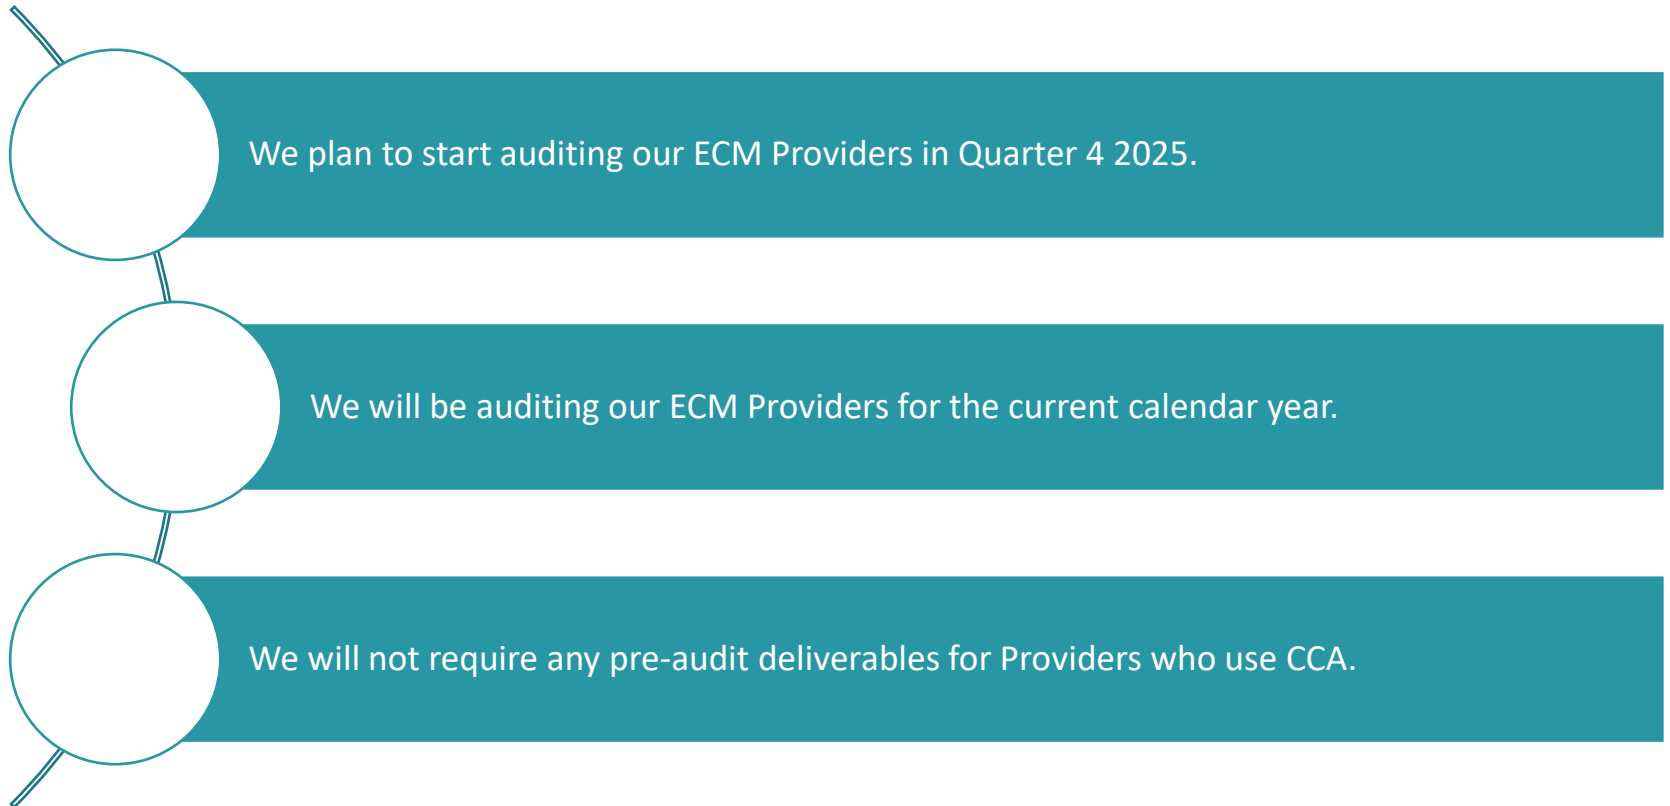 We plan to start auditing our ECM Providers in Quarter 4 2025.
We will be auditing our ECM Providers for the current calendar year.
We will not require any pre-audit deliverables for Providers who use CCA.